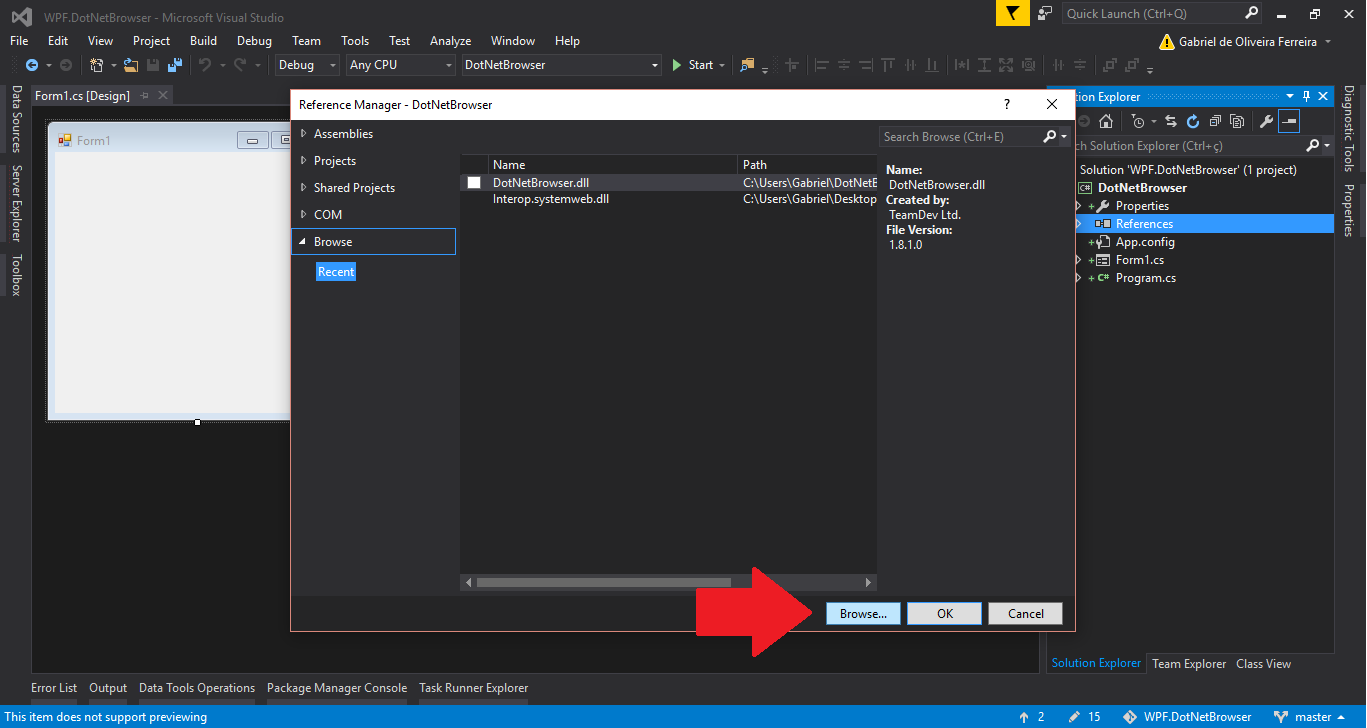 WPF.DotNetBrowser - Microsoft Visual Studio
Quick Launch (Ctrl+Q)
File Edit View Project Build Debug Team Tools Test Analyze Window Help
Gabriel de Oliveira Ferreira
Debug Any CPU DotNetBrowser Start
Data Sources
Server Explorer
Toolbox
Form1.cs [Design]
Form1
Reference Manager - DotNetBrowser
?
Assemblies
Projects
Shared Projects
COM
Browse
Recent
Search Browse (Ctrl+E)
Name Path
DotNetBrowser.dll C:\Users\Gabriel\DotNetB
Interop.systemweb.dll C:\Users\Gabriel\Desktop
Name:
DotNetBrowser.dll
Created by:
TeamDev Ltd.
File Version:
1.8.1.0
Browse... OK Cancel
tion Explorer
ch Solution Explorer (Ctrl+ç)
Solution 'WPF.DotNetBrowser' (1 project)
C# DotNetBrowser
Properties
References
App.config
Form1.cs
C# Program.cs
Diagnostic Tools
Properties
Solution Explorer Team Explorer Class View
Error List Output Data Tools Operations Package Manager Console Task Runner Explorer
This item does not support previewing
2 15 WPF.DotNetBrowser master